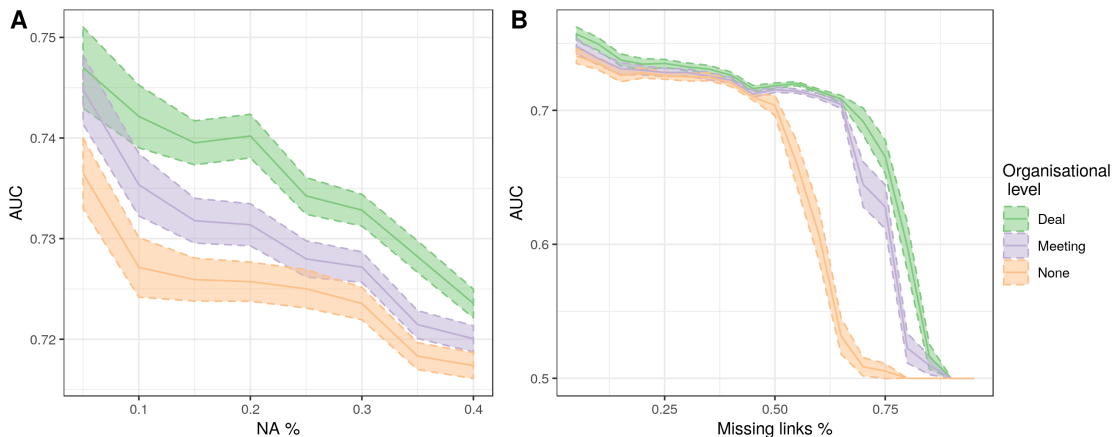 A
B
0.75
0.74
0.73
0.72
AUC
0.1
0.2
0.3
0.4
NA %
0.7
0.6
0.5
AUC
0.25
0.50
0.75
Missing links %
Organisational
level
Deal
Meeting
None